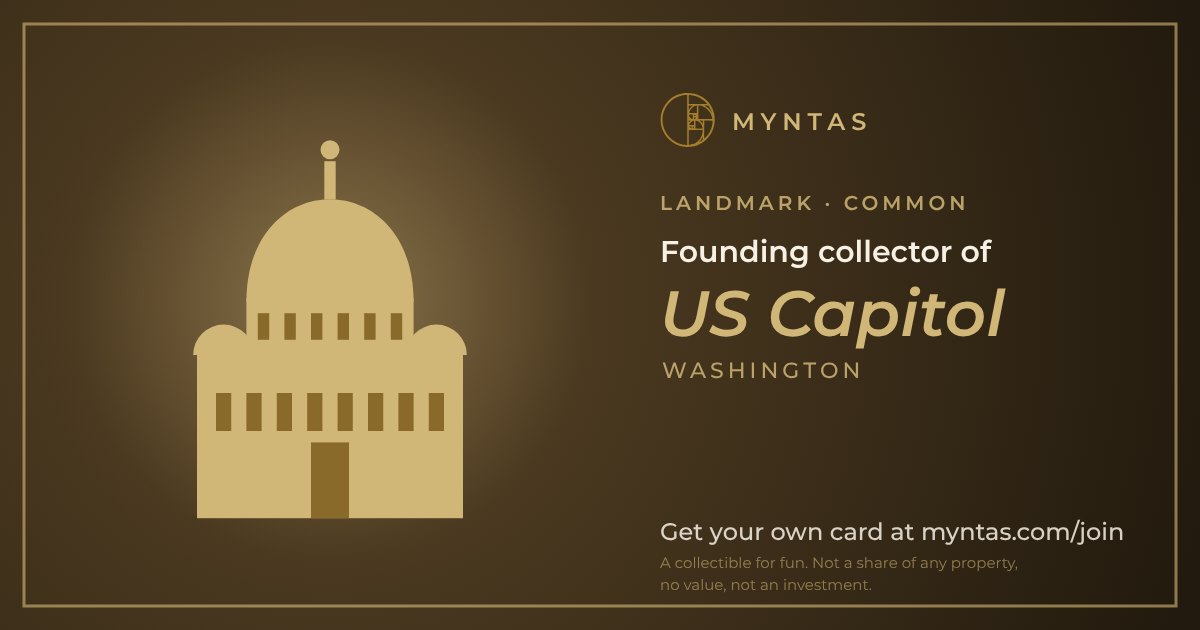 MYNTAS
LANDMARK · COMMON
Founding collector of
US Capitol
WASHINGTON
Get your own card at myntas.com/join
A collectible for fun. Not a share of any property,
no value, not an investment.